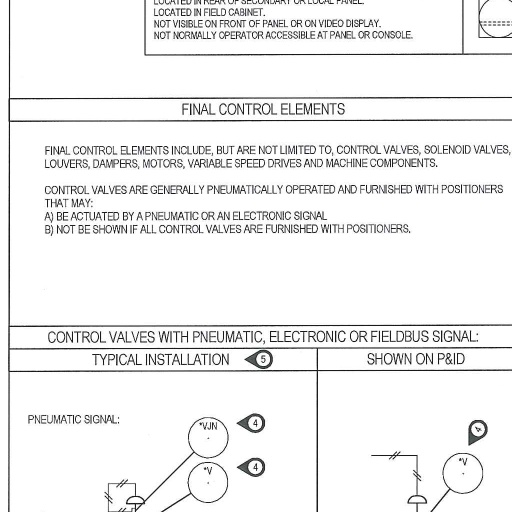 LOCATED IN REAR OF SECONDARY OR LOCAL PANEL.
LOCATED IN FIELD CABINET.
NOT VISIBLE ON FRONT OF PANEL OR ON VIDEO DISPLAY.
NOT NORMALLY OPERATOR ACCESSIBLE AT PANEL OR CONSOLE.
FINAL CONTROL ELEMENTS
FINAL CONTROL ELEMENTS INCLUDE, BUT ARE NOT LIMITED TO, CONTROL VALVES, SOLENOID VALVES,
LOUVERS, DAMPERS, MOTORS, VARIABLE SPEED DRIVES AND MACHINE COMPONENTS.
CONTROL VALVES ARE GENERALLY PNEUMATICALLY OPERATED AND FURNISHED WITH POSITIONERS
THAT MAY:
A) BE ACTUATED BY A PNEUMATIC OR AN ELECTRONIC SIGNAL
B) NOT BE SHOWN IF ALL CONTROL VALVES ARE FURNISHED WITH POSITIONERS.
CONTROL VALVES WITH PNEUMATIC, ELECTRONIC OR FIELDBUS SIGNAL:
TYPICAL INSTALLATION 5
SHOWN ON P&ID
PNEUMATIC SIGNAL:
*VJN 4
*V 4
4
*V